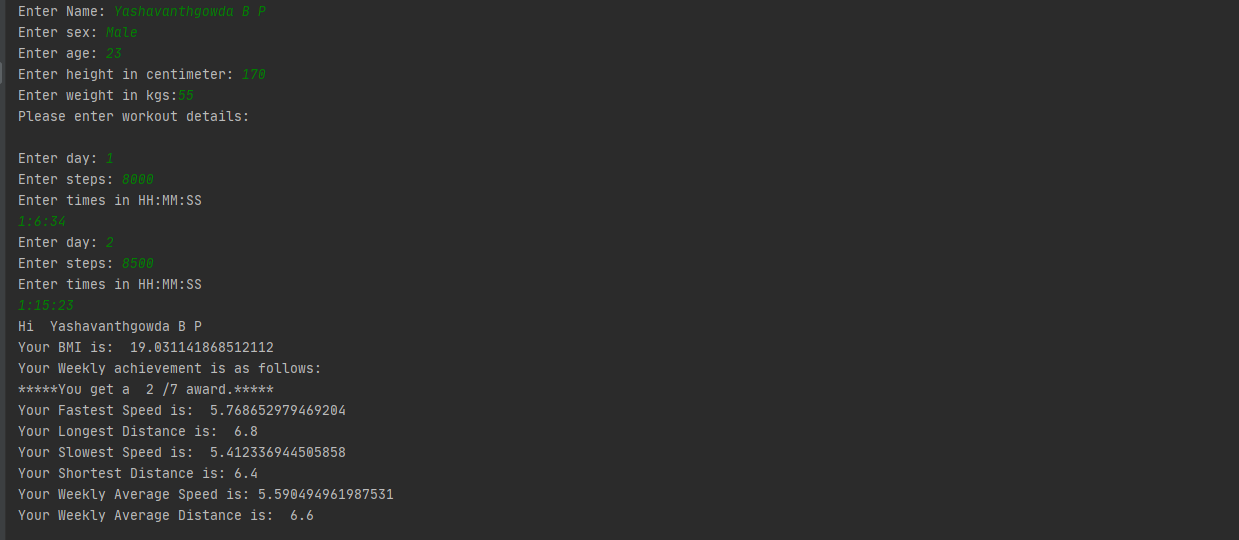 Enter Name: Yashavanthgowda B P
Enter sex: Male
Enter age: 23
Enter height in centimeter: 170
Enter weight in kgs:55
Please enter workout details:

Enter day: 1
Enter steps: 8000
Enter times in HH:MM:SS
1:6:34
Enter day: 2
Enter steps: 8500
Enter times in HH:MM:SS
1:15:23
Hi  Yashavanthgowda B P
Your BMI is:  19.031141868512112
Your Weekly achievement is as follows:
*****You get a  2 /7 award.*****
Your Fastest Speed is:  5.768652979469204
Your Longest Distance is:  6.8
Your Slowest Speed is:  5.412336944505858
Your Shortest Distance is: 6.4
Your Weekly Average Speed is: 5.590494961987531
Your Weekly Average Distance is:  6.6